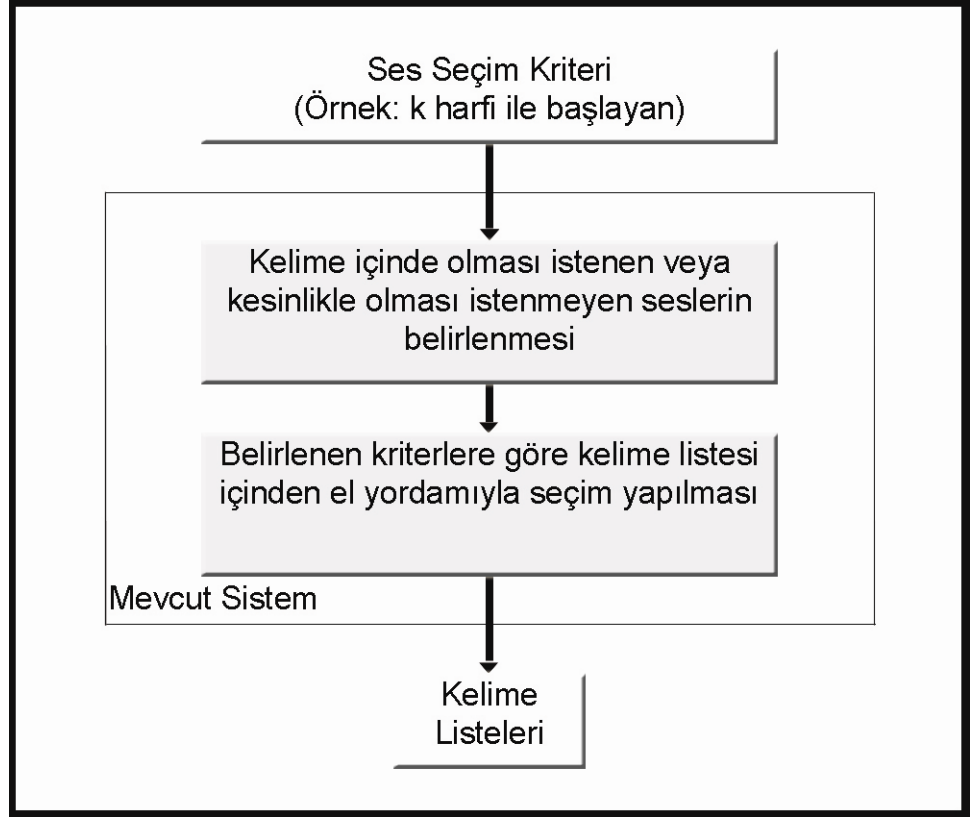 Ses Seçim Kriteri
(Örnek: k harfi ile başlayan)
Kelime içinde olması istenen veya
kesinlikle olması istenmeyen seslerin
belirlenmesi
Belirlenen kriterlere göre kelime listesi
içinden el yordamıyla seçim yapılması
Mevcut Sistem
Kelime
Listeleri